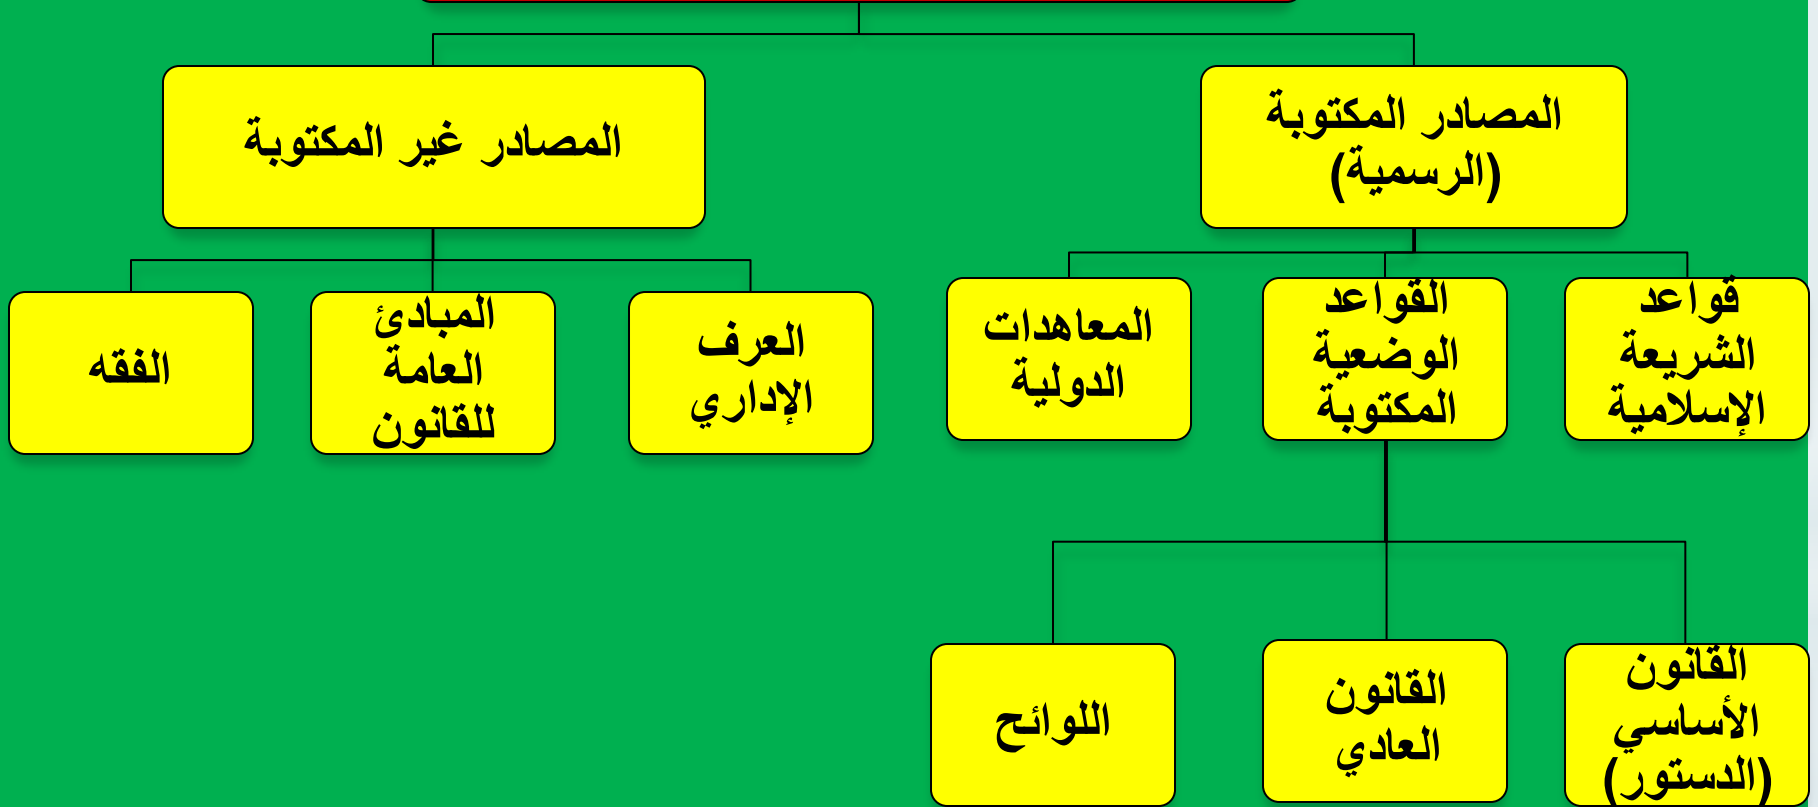 المصادر المكتوبة
(الرسمية)
المصادر غير المكتوبة
قواعد
الشريعة
الإسلامية
القواعد
الوضعية
المكتوبة
المعاهدات
الدولية
العرف
الإداري
المبادئ
العامة
للقانون
الفقه
القانون
الأساسي
(الدستور)
القانون
العادي
اللوائح